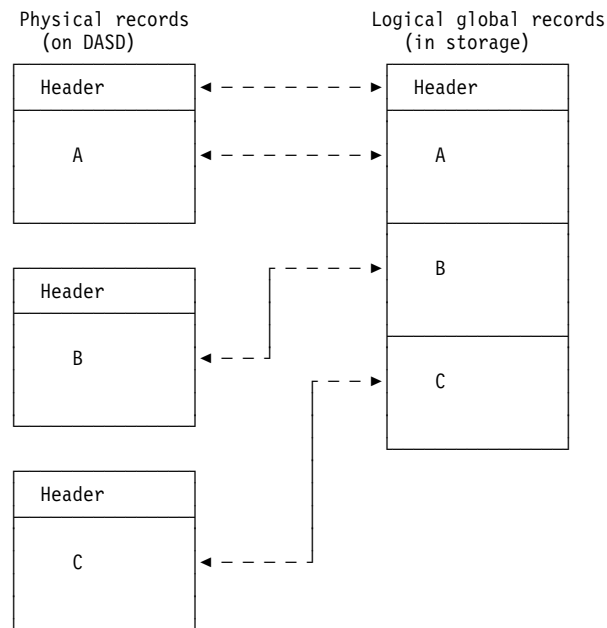 Physical records
(on DASD)
Logical global records
(in storage)
Header
A
Header
B
Header
C
Header
A
B
C